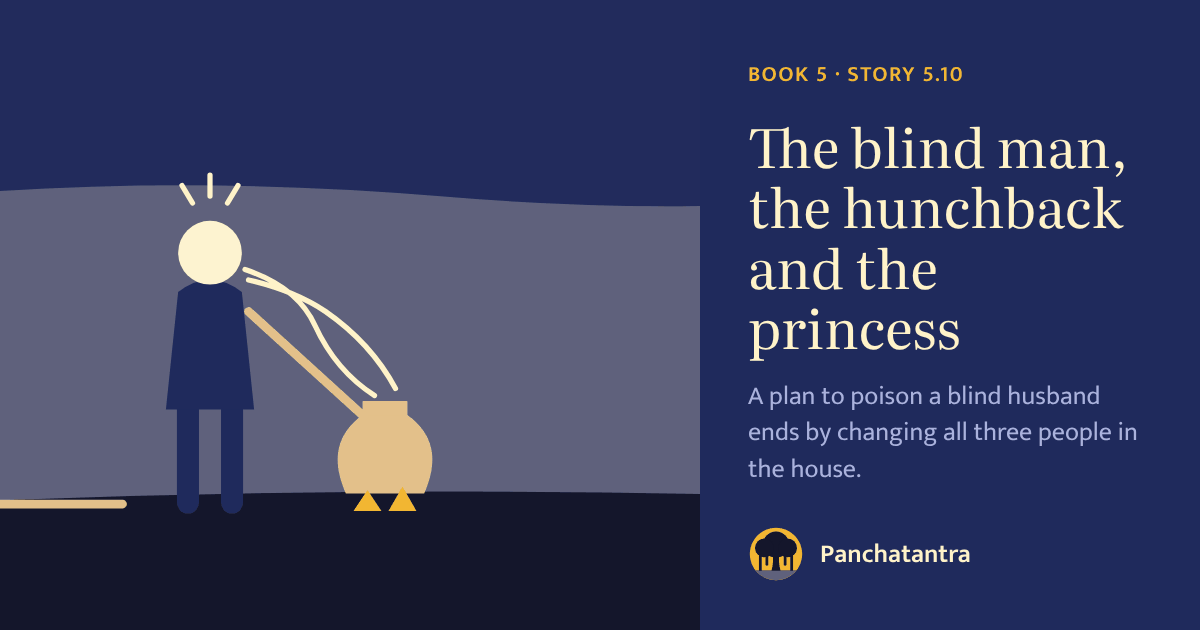 BOOK 5 · STORY 5.10
The blind man,
the hunchback
and the
princess
A plan to poison a blind husband
ends by changing all three people in
the house.
Panchatantra